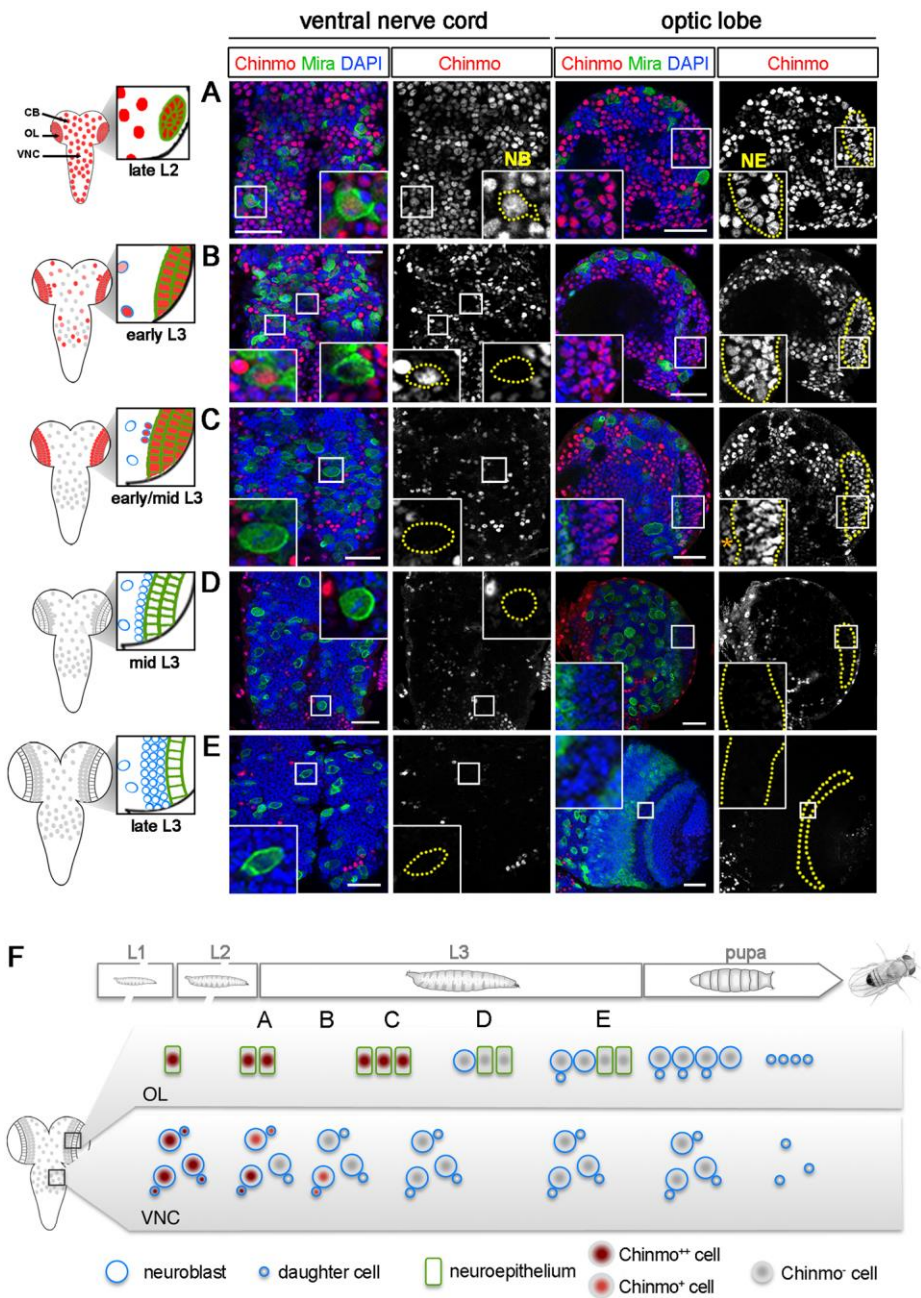 ventral nerve cord optic lobe
Chinmo Mira DAPI Chinmo Chinmo Mira DAPI Chinmo
A
CB
OL
VNC
late L2
NB
NE
B
early L3
C
early/mid L3
*
D
mid L3
E
late L3
F
L1 L2 L3 pupa
A B C D E
OL
VNC
neuroblast daughter cell neuroepithelium Chinmo⁺⁺ cell Chinmo⁻ cell
Chinmo⁺ cell